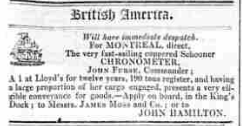 British America.
Will have immediate despatch.
For MONTREAL, direct,
The very fast-sailing coppered Schooner
CHRONOMETER,
JOHN FERNE, Commander;
A 1 at Lloyd's for twelve years, 190 tons register, and having
a large proportion of her cargo engaged, presents a very eli-
gible conveyance for goods.—Apply on board, in the King's
Dock; to Messrs. JAMES MOSS and Co.; or to
JOHN HAMILTON.